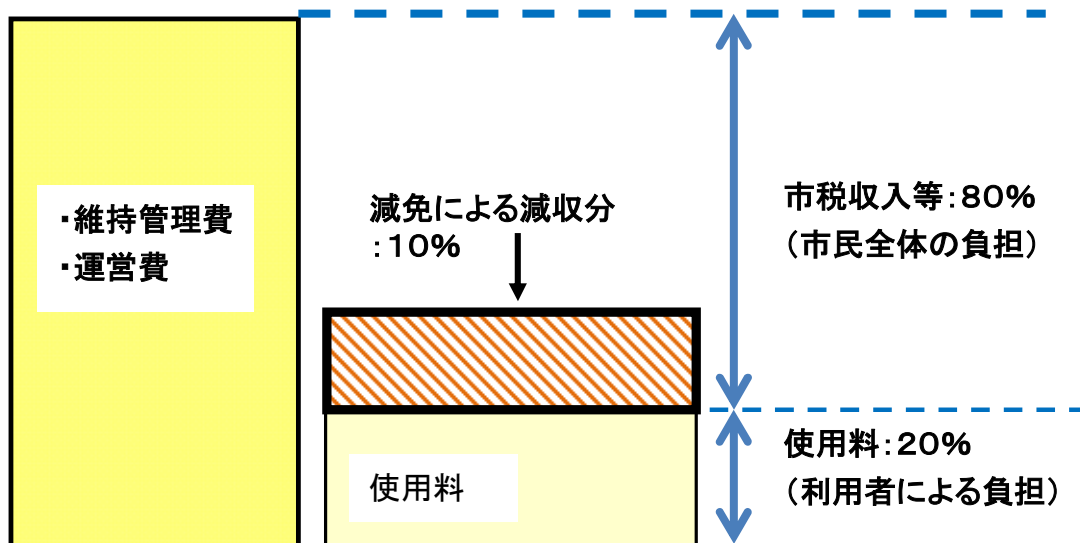 ・維持管理費
・運営費
減免による減収分
：10%
市税収入等：80%
（市民全体の負担）
使用料：20%
（利用者による負担）
使用料